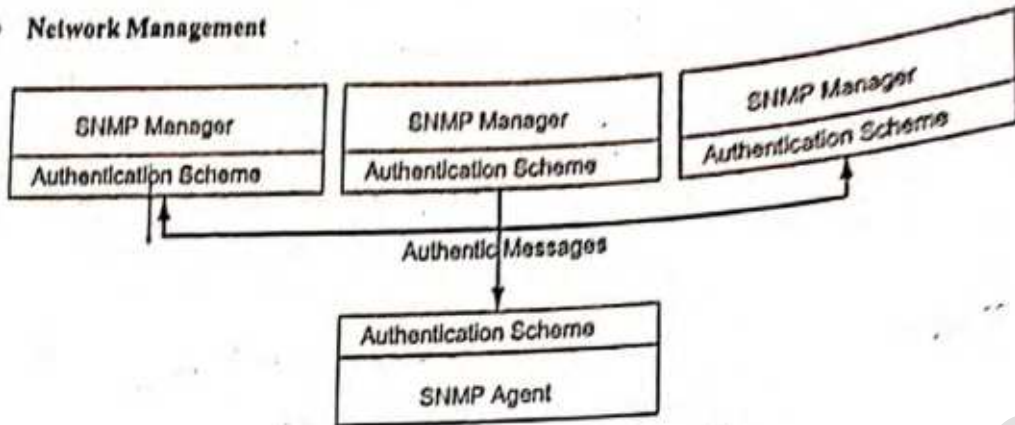 Network Management
SNMP Manager
Authentication Scheme
SNMP Manager
Authentication Scheme
SNMP Manager
Authentication Scheme
Authentic Messages
Authentication Scheme
SNMP Agent